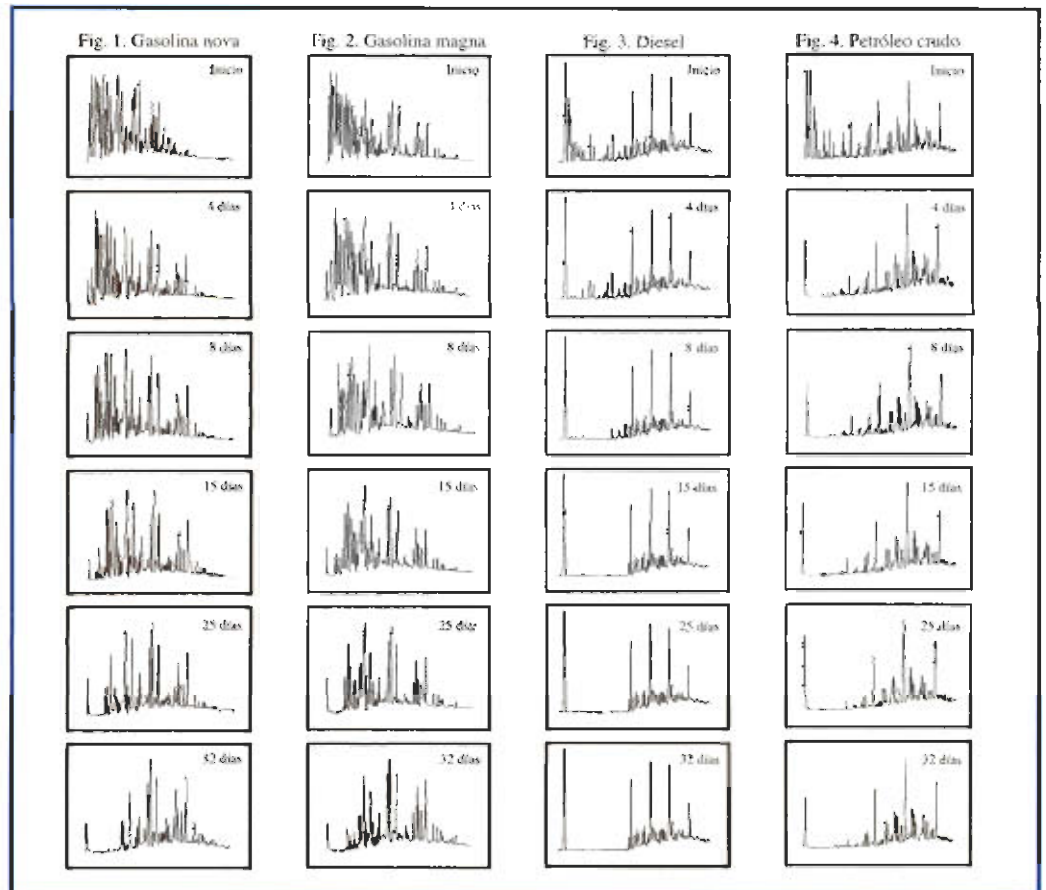 Fig. 1. Gasolina nova
Fig. 2. Gasolina magna
Fig. 3. Diesel
Fig. 4. Petróleo crudo
Inicio
Inicio
Inicio
Inicio
4 días
días
4 días
4 días
8 días
8 días
8 días
8 días
15 días
15 días
15 días
15 días
25 días
25 días
25 días
25 días
32 días
32 días
32 días
32 días